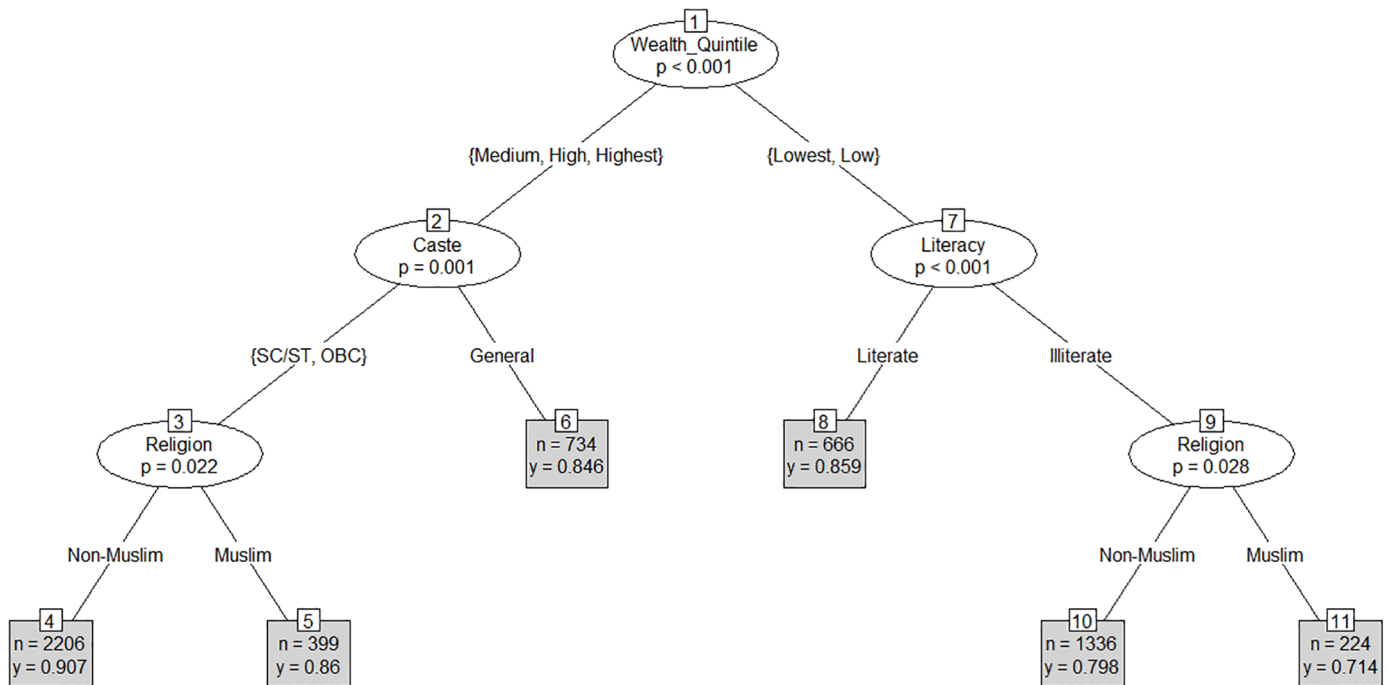 1
Wealth_Quintile
p < 0.001
{Medium, High, Highest}
{Lowest, Low}
2
Caste
p = 0.001
7
Literacy
p < 0.001
{SC/ST, OBC}
General
Literate
Illiterate
3
Religion
p = 0.022
6
n = 734
y = 0.846
8
n = 666
y = 0.859
9
Religion
p = 0.028
Non-Muslim
Muslim
Non-Muslim
Muslim
4
n = 2206
y = 0.907
5
n = 399
y = 0.86
10
n = 1336
y = 0.798
11
n = 224
y = 0.714